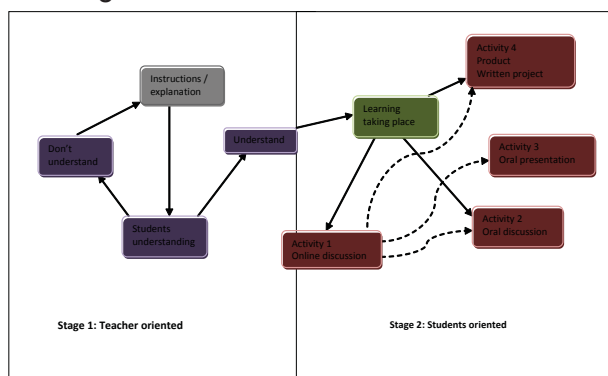 Instructions /
explanation
Don't
understand
Students
understanding
Understand
Stage 1: Teacher oriented
Learning
taking place
Activity 4
Product
Written project
Activity 3
Oral presentation
Activity 2
Oral discussion
Activity 1
Online discussion
Stage 2: Students oriented